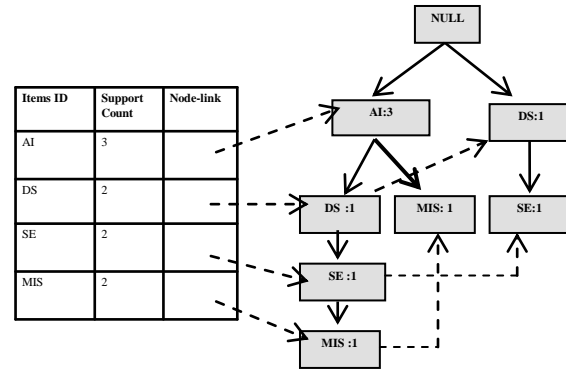 NULL
Items ID Support Count Node-link
AI 3
DS 2
SE 2
MIS 2
AI:3
DS:1
DS :1
MIS: 1
SE:1
SE :1
MIS :1